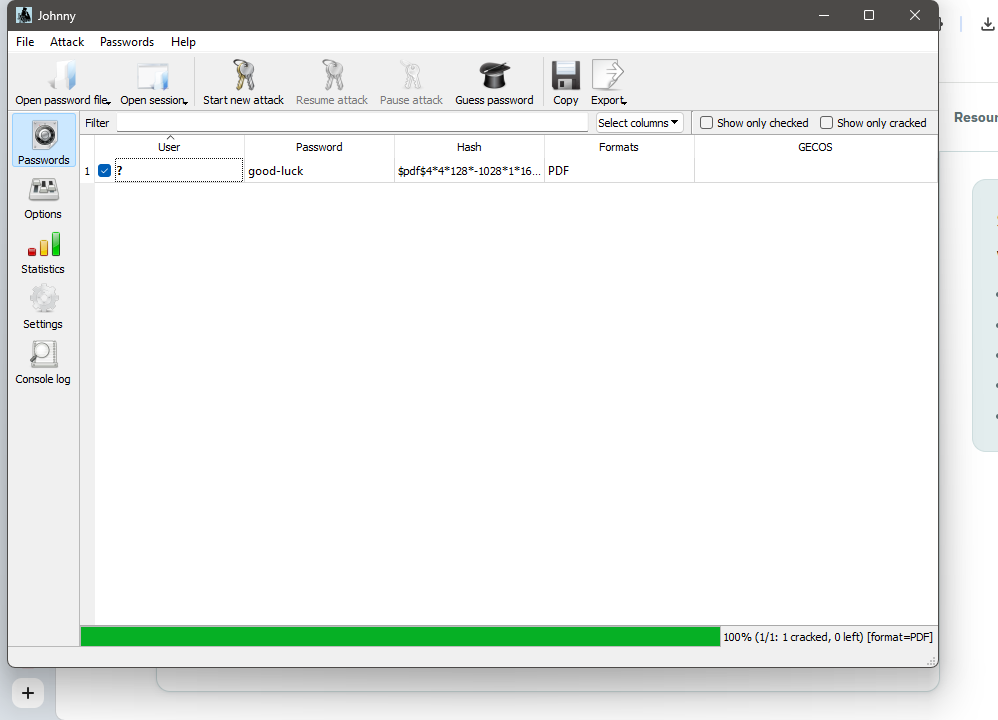 Johnny
File Attack Passwords Help
Open password file Open session Start new attack Resume attack Pause attack Guess password Copy Export
Filter Select columns Show only checked Show only cracked
User Password Hash Formats GECOS
1 ? good-luck $pdf$4*4*128*-1028*1*16... PDF
Passwords
Options
Statistics
Settings
Console log
Resour
100% (1/1: 1 cracked, 0 left) [format=PDF]
+